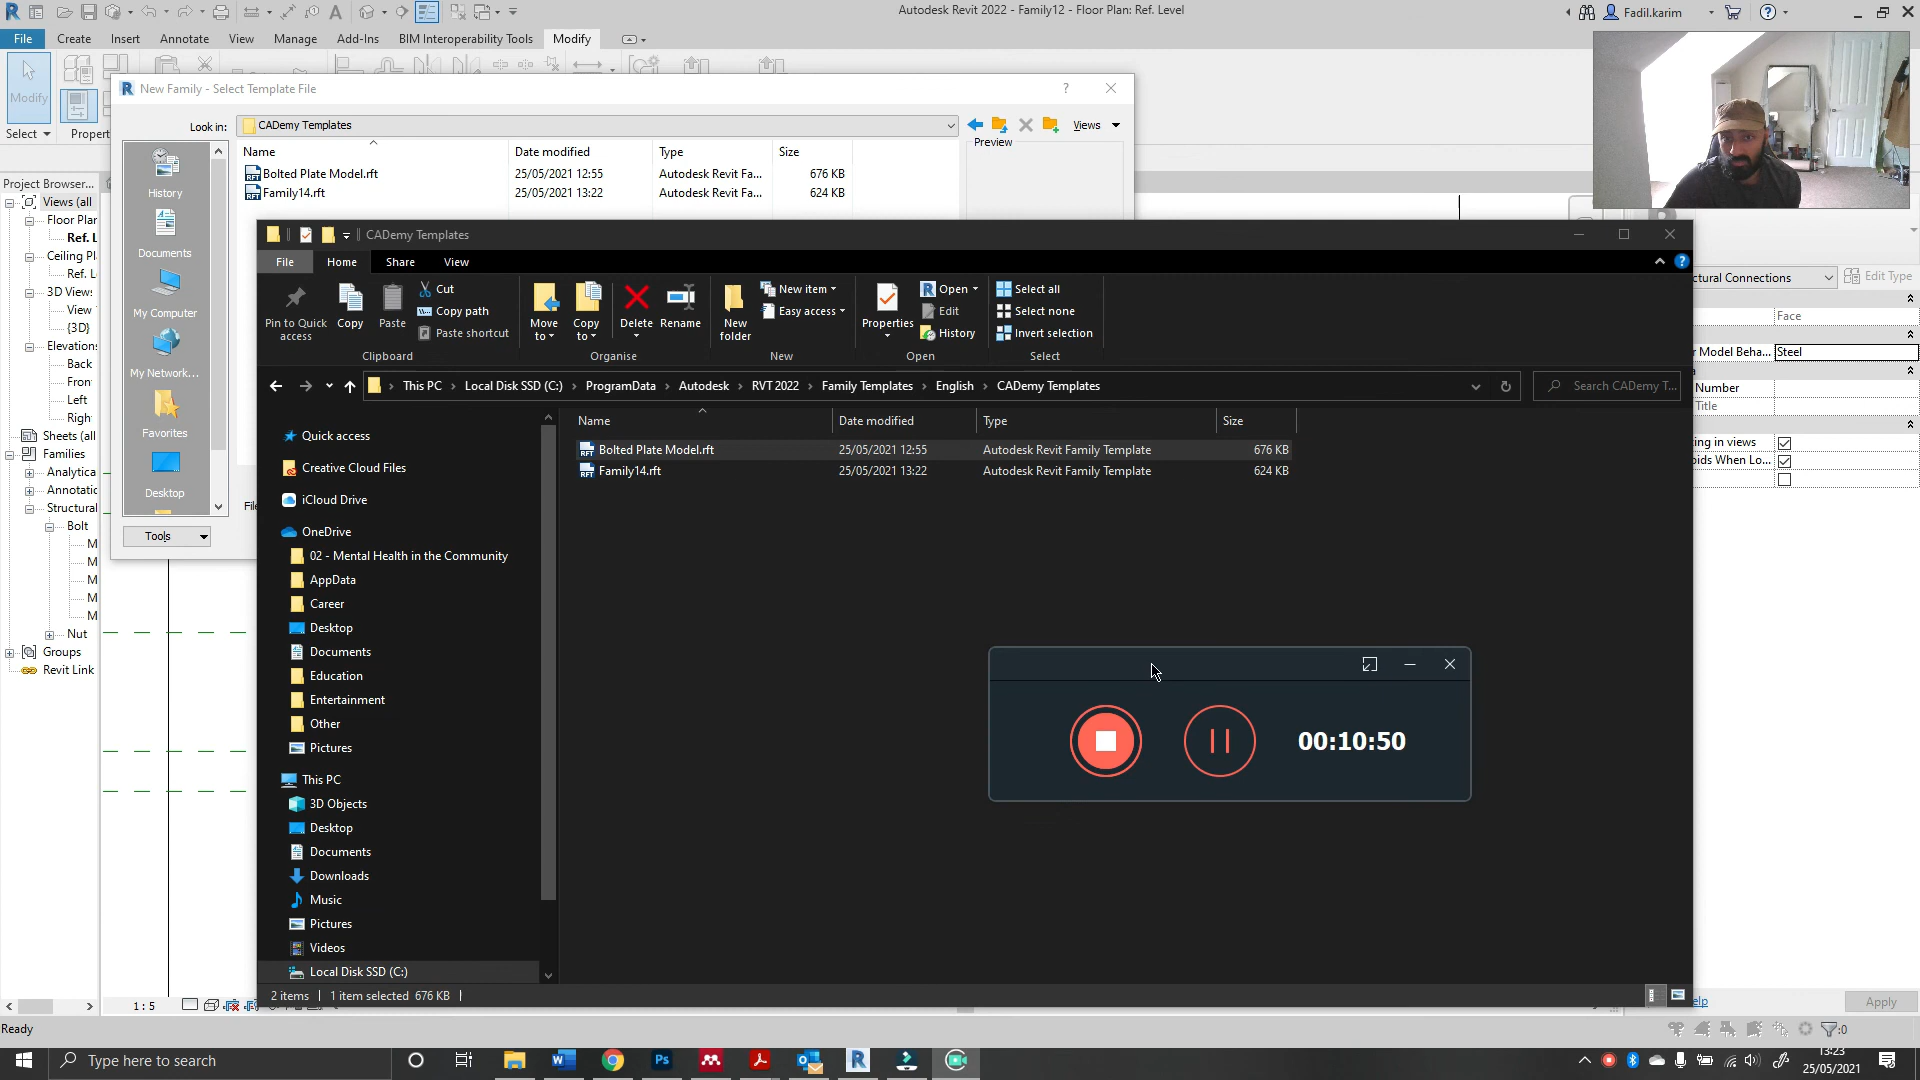 Autodesk Revit 2022 - Family12 - Floor Plan: Ref. Level
Fadil.karim
File Create Insert Annotate View Manage Add-Ins BIM Interoperability Tools Modify
Modify
Select
Propert
New Family - Select Template File
Look in: CADemy Templates
Views
Name Date modified Type Size
Preview
Bolted Plate Model.rft 25/05/2021 12:55 Autodesk Revit Fa... 676 KB
Family14.rft 25/05/2021 13:22 Autodesk Revit Fa... 624 KB
History
Documents
My Computer
My Network...
Favorites
Desktop
Tools
File
Project Browser...
Views (all
Floor Plan
Ref. L
Ceiling Pl
Ref. L
3D Views
View
{3D}
Elevations
Back
Fron
Left
Righ
Sheets (all
Families
Analytica
Annotatio
Structural
Bolt
M
M
M
M
M
Nut
Groups
Revit Link
CADemy Templates
File Home Share View
Pin to Quick access
Copy
Paste
Cut
Copy path
Paste shortcut
Clipboard
Move to
Copy to
Delete
Rename
Organise
New folder
New item
Easy access
New
Properties
Open
Edit
History
Open
Select all
Select none
Invert selection
Select
This PC Local Disk SSD (C:) ProgramData Autodesk RVT 2022 Family Templates English CADemy Templates
Search CADemy T...
Name Date modified Type Size
Bolted Plate Model.rft 25/05/2021 12:55 Autodesk Revit Family Template 676 KB
Family14.rft 25/05/2021 13:22 Autodesk Revit Family Template 624 KB
Quick access
Creative Cloud Files
iCloud Drive
OneDrive
02 - Mental Health in the Community
AppData
Career
Desktop
Documents
Education
Entertainment
Other
Pictures
This PC
3D Objects
Desktop
Documents
Downloads
Music
Pictures
Videos
Local Disk SSD (C:)
2 items 1 item selected 676 KB
00:10:50
ctural Connections
Edit Type
Face
r Model Beha... Steel
Number
Title
ting in views
oids When Lo...
elp
Apply
1:5
Ready
:0
Type here to search
13:23
25/05/2021